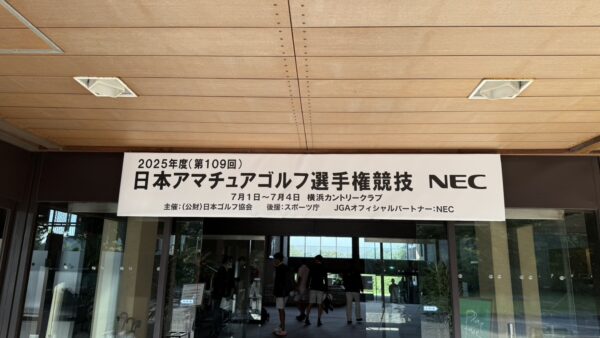 2025年度(第109回)
日本アマチュアゴルフ選手権競技 NEC
7月1日～7月4日 横浜カントリークラブ
主催:(公財)日本ゴルフ協会 後援:スポーツ庁 JGAオフィシャルパートナー:NEC